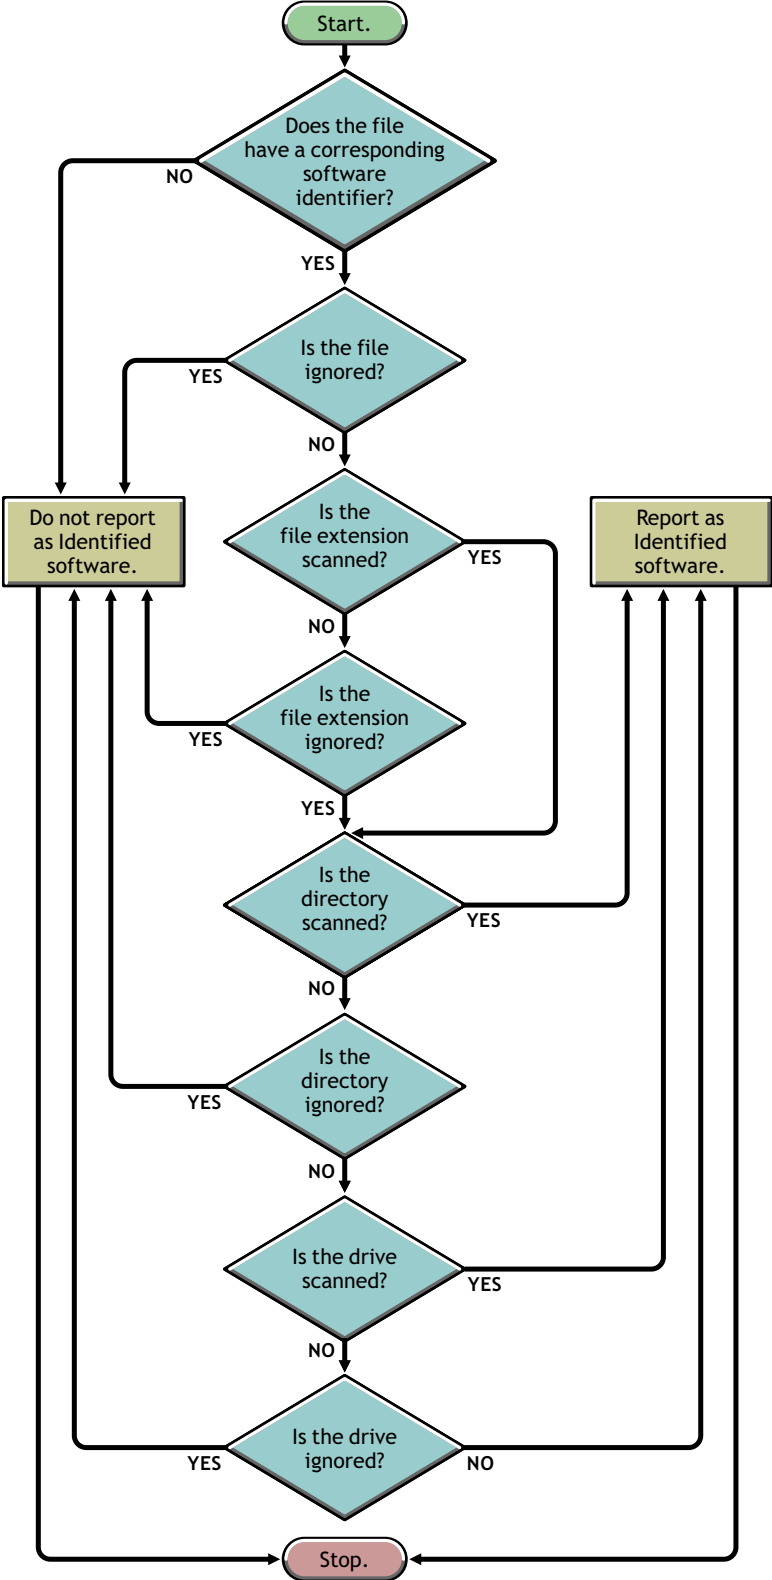 Start.
Does the file
have a corresponding
software
identifier?
NO
YES
Is the file
ignored?
YES
NO
Do not report
as Identified
software.
Is the
file extension
scanned?
YES
Report as
Identified
software.
NO
Is the
file extension
ignored?
YES
YES
Is the
directory
scanned?
YES
NO
Is the
directory
ignored?
YES
NO
Is the drive
scanned?
YES
NO
Is the drive
ignored?
YES
NO
Stop.